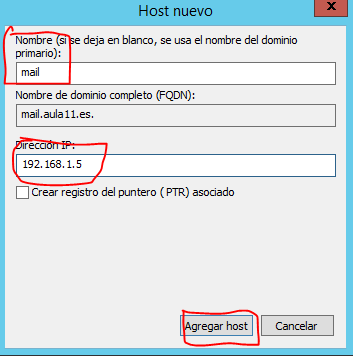 Host nuevo
x
Nombre (si se deja en blanco, se usa el nombre del dominio
primario):
mail
Nombre de dominio completo (FQDN):
mail.aula11.es.
Dirección IP:
192.168.1.5
Crear registro del puntero (PTR) asociado
Agregar host
Cancelar